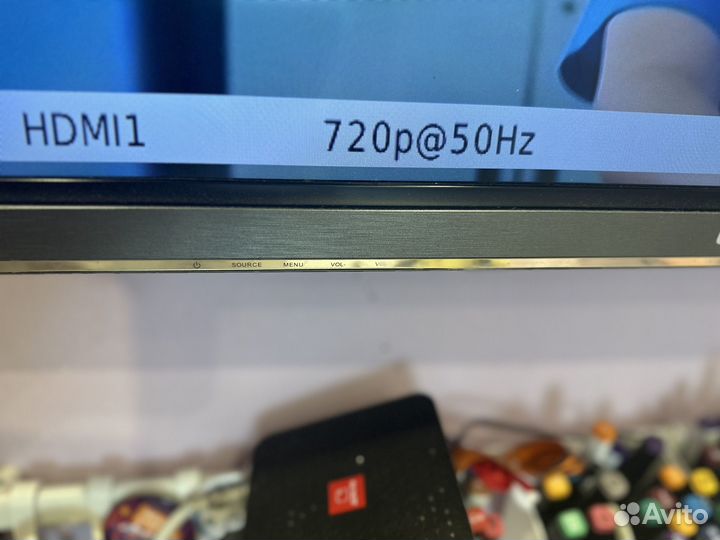 HDMI1 720p@50Hz
SOURCE MENU VOL-
Avito